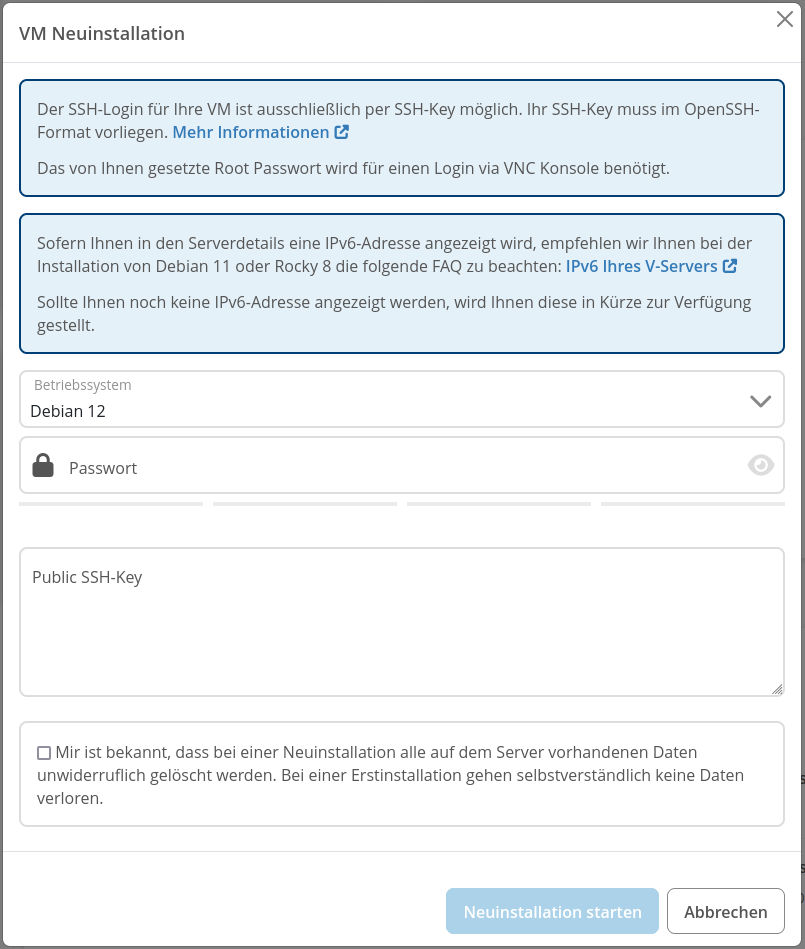 VM Neuinstallation
Der SSH-Login für Ihre VM ist ausschließlich per SSH-Key möglich. Ihr SSH-Key muss im OpenSSH-
Format vorliegen. Mehr Informationen
Das von Ihnen gesetzte Root Passwort wird für einen Login via VNC Konsole benötigt.
Sofern Ihnen in den Serverdetails eine IPv6-Adresse angezeigt wird, empfehlen wir Ihnen bei der
Installation von Debian 11 oder Rocky 8 die folgende FAQ zu beachten: IPv6 Ihres V-Servers
Sollte Ihnen noch keine IPv6-Adresse angezeigt werden, wird Ihnen diese in Kürze zur Verfügung
gestellt.
Betriebssystem
Debian 12
Passwort
Public SSH-Key
Mir ist bekannt, dass bei einer Neuinstallation alle auf dem Server vorhandenen Daten
unwiderruflich gelöscht werden. Bei einer Erstinstallation gehen selbstverständlich keine Daten
verloren.
Neuinstallation starten
Abbrechen